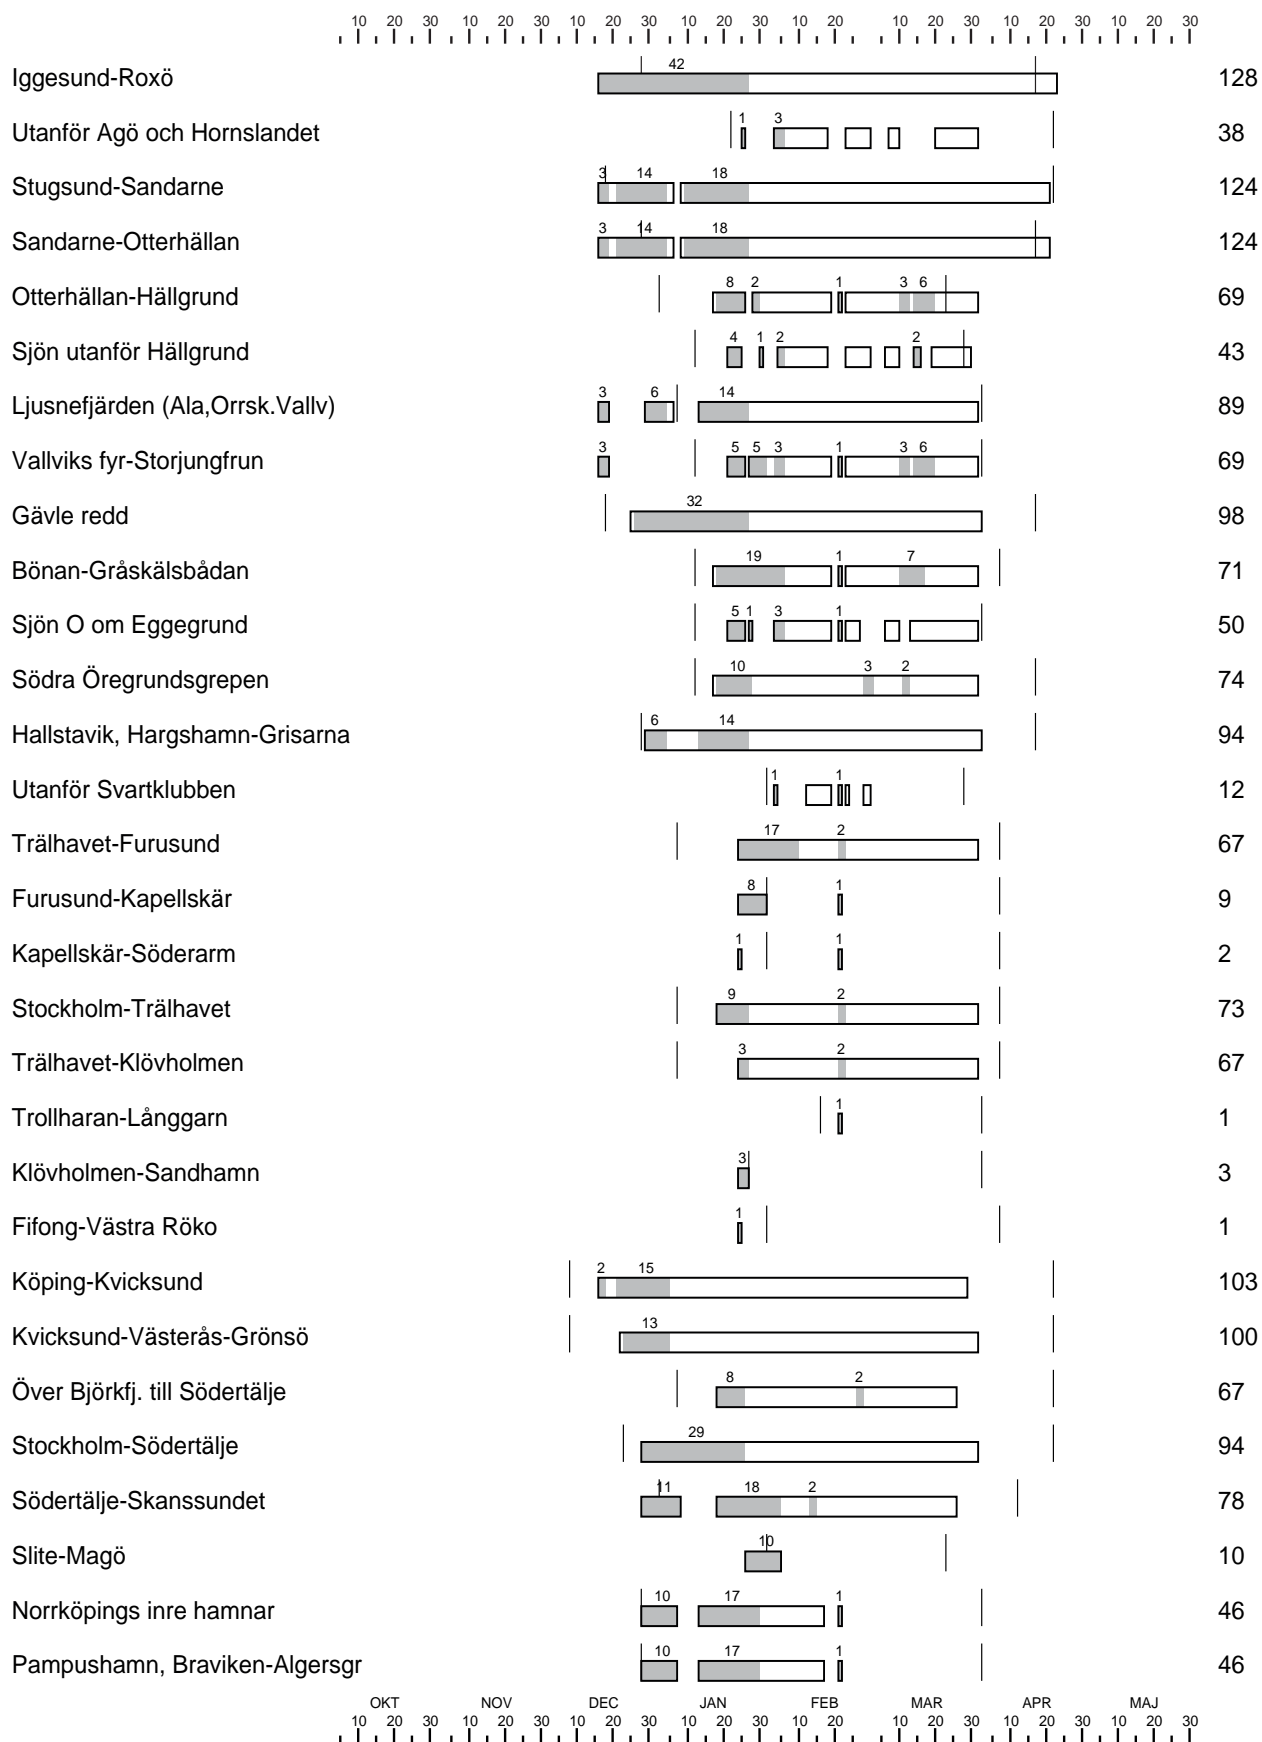 10 20 30 10 20 30 10 20 30 10 20 30 10 20 10 20 30 10 20 30 10 20 30
Iggesund-Roxö 42 128
Utanför Agö och Hornslandet 1 3 38
Stugsund-Sandarne 3 14 18 124
Sandarne-Otterhällan 3 14 18 124
Otterhällan-Hällgrund 8 2 1 3 6 69
Sjön utanför Hällgrund 4 1 2 2 43
Ljusnefjärden (Ala,Orrsk.Vallv) 3 6 14 89
Vallviks fyr-Storjungfrun 3 5 5 3 1 3 6 69
Gävle redd 32 98
Bönan-Gråskälsbådan 19 1 7 71
Sjön O om Eggegrund 5 1 3 1 50
Södra Öregrundsgrepen 10 3 2 74
Hallstavik, Hargshamn-Grisarna 6 14 94
Utanför Svartklubben 1 1 12
Trälhavet-Furusund 17 2 67
Furusund-Kapellskär 8 1 9
Kapellskär-Söderarm 1 1 2
Stockholm-Trälhavet 9 2 73
Trälhavet-Klövholmen 3 2 67
Trollharan-Långgarn 1 1
Klövholmen-Sandhamn 3 3
Fifong-Västra Röko 1 1
Köping-Kvicksund 2 15 103
Kvicksund-Västerås-Grönsö 13 100
Över Björkfj. till Södertälje 8 2 67
Stockholm-Södertälje 29 94
Södertälje-Skanssundet 11 18 2 78
Slite-Magö 10 10
Norrköpings inre hamnar 10 17 1 46
Pampushamn, Braviken-Algersgr 10 17 1 46
OKT NOV DEC JAN FEB MAR APR MAJ
10 20 30 10 20 30 10 20 30 10 20 30 10 20 10 20 30 10 20 30 10 20 30